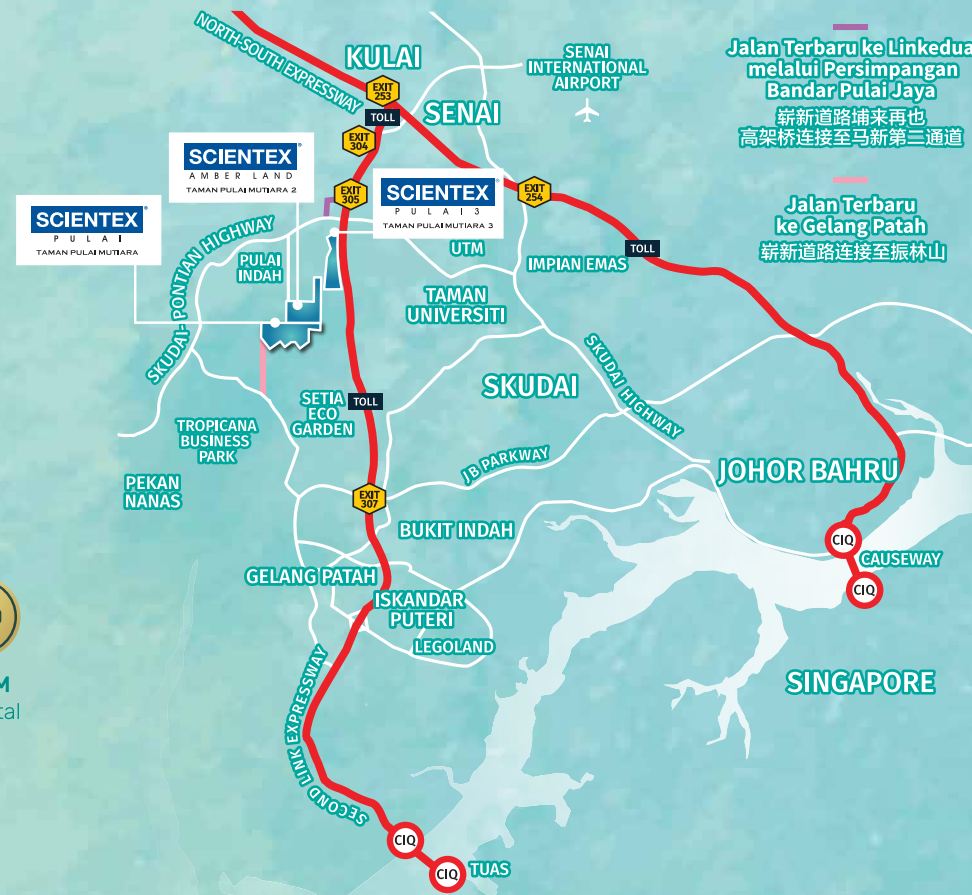 NORTH-SOUTH EXPRESSWAY
KULAI
EXIT
253
TOLL
SENAI
SENAI
INTERNATIONAL
AIRPORT
Jalan Terbaru ke Linkedua
melalui Persimpangan
Bandar Pulai Jaya
崭新道路埔来再也
高架桥连接至马新第二通道
Jalan Terbaru
ke Gelang Patah
崭新道路连接至振林山
EXIT
304
SCIENTEX
AMBER LAND
TAMAN PULAI MUTIARA 2
EXIT
305
SCIENTEX
PULAI 3
TAMAN PULAI MUTIARA 3
EXIT
254
SCIENTEX
PULAI
TAMAN PULAI MUTIARA
SKUDAI- PONTIAN HIGHWAY
PULAI
INDAH
UTM
IMPIAN EMAS
TOLL
TAMAN
UNIVERSITI
SKUDAI HIGHWAY
SKUDAI
SETIA
ECO
GARDEN
TOLL
TROPICANA
BUSINESS
PARK
PEKAN
NANAS
JB PARKWAY
JOHOR BAHRU
EXIT
307
BUKIT INDAH
CIQ
CAUSEWAY
CIQ
GELANG PATAH
ISKANDAR
PUTERI
LEGOLAND
SINGAPORE
SECOND LINK EXPRESSWAY
CIQ
CIQ
TUAS